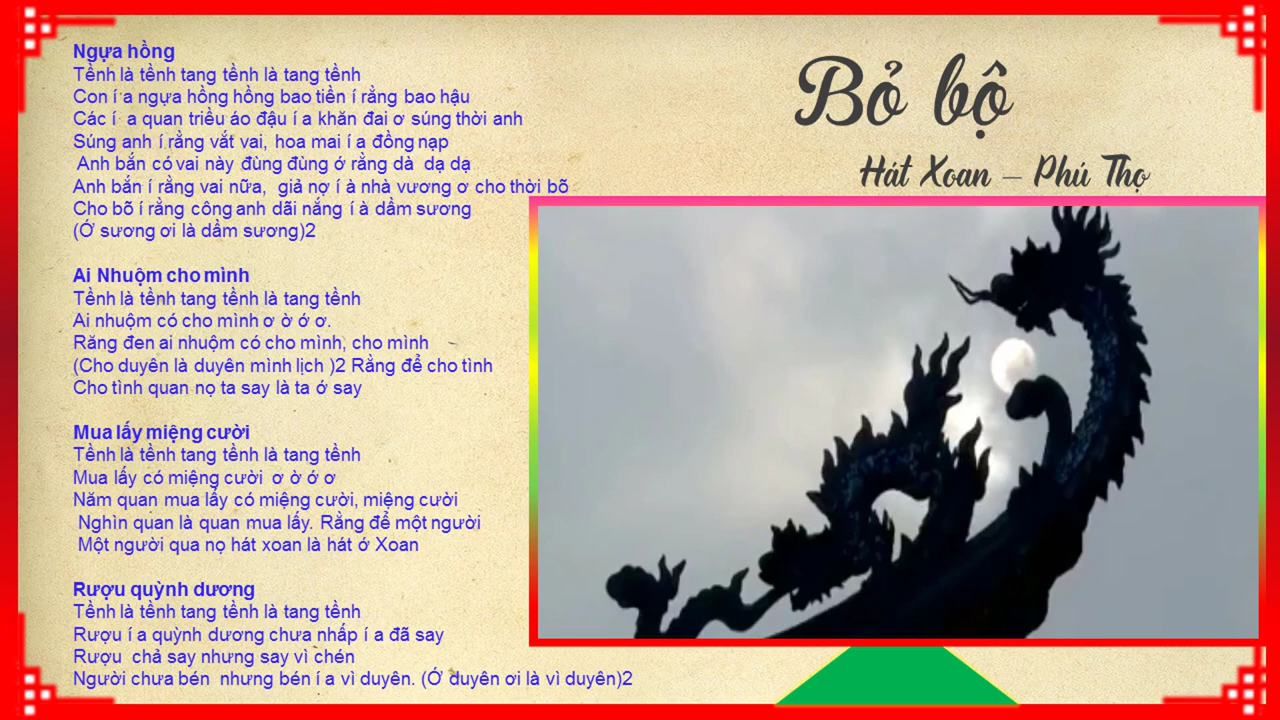 Bỏ bộ
Hát Xoan – Phú Thọ
Ngựa hồng
Tềnh là tềnh tang tềnh là tang tềnh
Con í a ngựa hồng hồng bao tiền í rằng bao hậu
Các í a quan triều áo đậu í a khăn đai ơ súng thời anh
Súng anh í rằng vắt vai, hoa mai í a đồng nạp
Anh bắn có vai này đùng đùng ớ rằng dà dạ dạ
Anh bắn í rằng vai nữa, giả nợ í à nhà vương ơ cho thời bõ
Cho bõ í rằng công anh dãi nắng í à dầm sương
(Ớ sương ơi là dầm sương)2
Ai Nhuộm cho mình
Tềnh là tềnh tang tềnh là tang tềnh
Ai nhuộm có cho mình ơ ờ ớ ơ.
Răng đen ai nhuộm có cho mình, cho mình
(Cho duyên là duyên mình lịch )2 Rằng để cho tình
Cho tình quan nọ ta say là ta ớ say
Mua lấy miệng cười
Tềnh là tềnh tang tềnh là tang tềnh
Mua lấy có miệng cười ơ ờ ớ ơ
Năm quan mua lấy có miệng cười, miệng cười
Nghìn quan là quan mua lấy. Rằng để một người
Một người qua nọ hát xoan là hát ớ Xoan
Rượu quỳnh dương
Tềnh là tềnh tang tềnh là tang tềnh
Rượu í a quỳnh dương chưa nhấp í a đã say
Rượu chả say nhưng say vì chén
Người chưa bén nhưng bén í a vì duyên. (Ớ duyên ơi là vì duyên)2